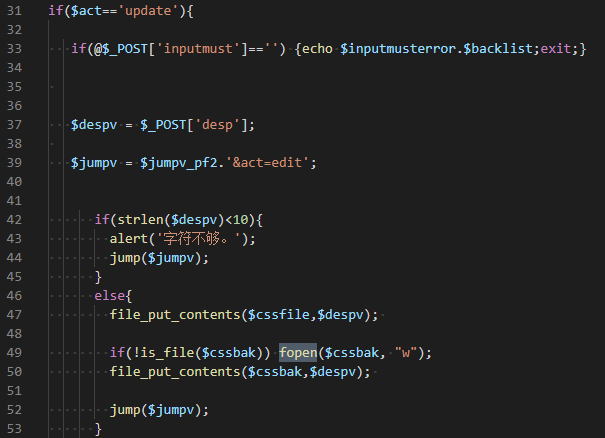 31 if($act=='update'){
32
33 if(@$_POST['inputmust']=='') {echo $inputmusterror.$backlist;exit;}
34
35
36
37 $despv = $_POST['desp'];
38
39 $jumpv = $jumpv_pf2.'&act=edit';
40
41
42 if(strlen($despv)<10){
43 alert('字符不够。');
44 jump($jumpv);
45 }
46 else{
47 file_put_contents($cssfile,$despv);
48
49 if(!is_file($cssbak)) fopen($cssbak, "w");
50 file_put_contents($cssbak,$despv);
51
52 jump($jumpv);
53 }